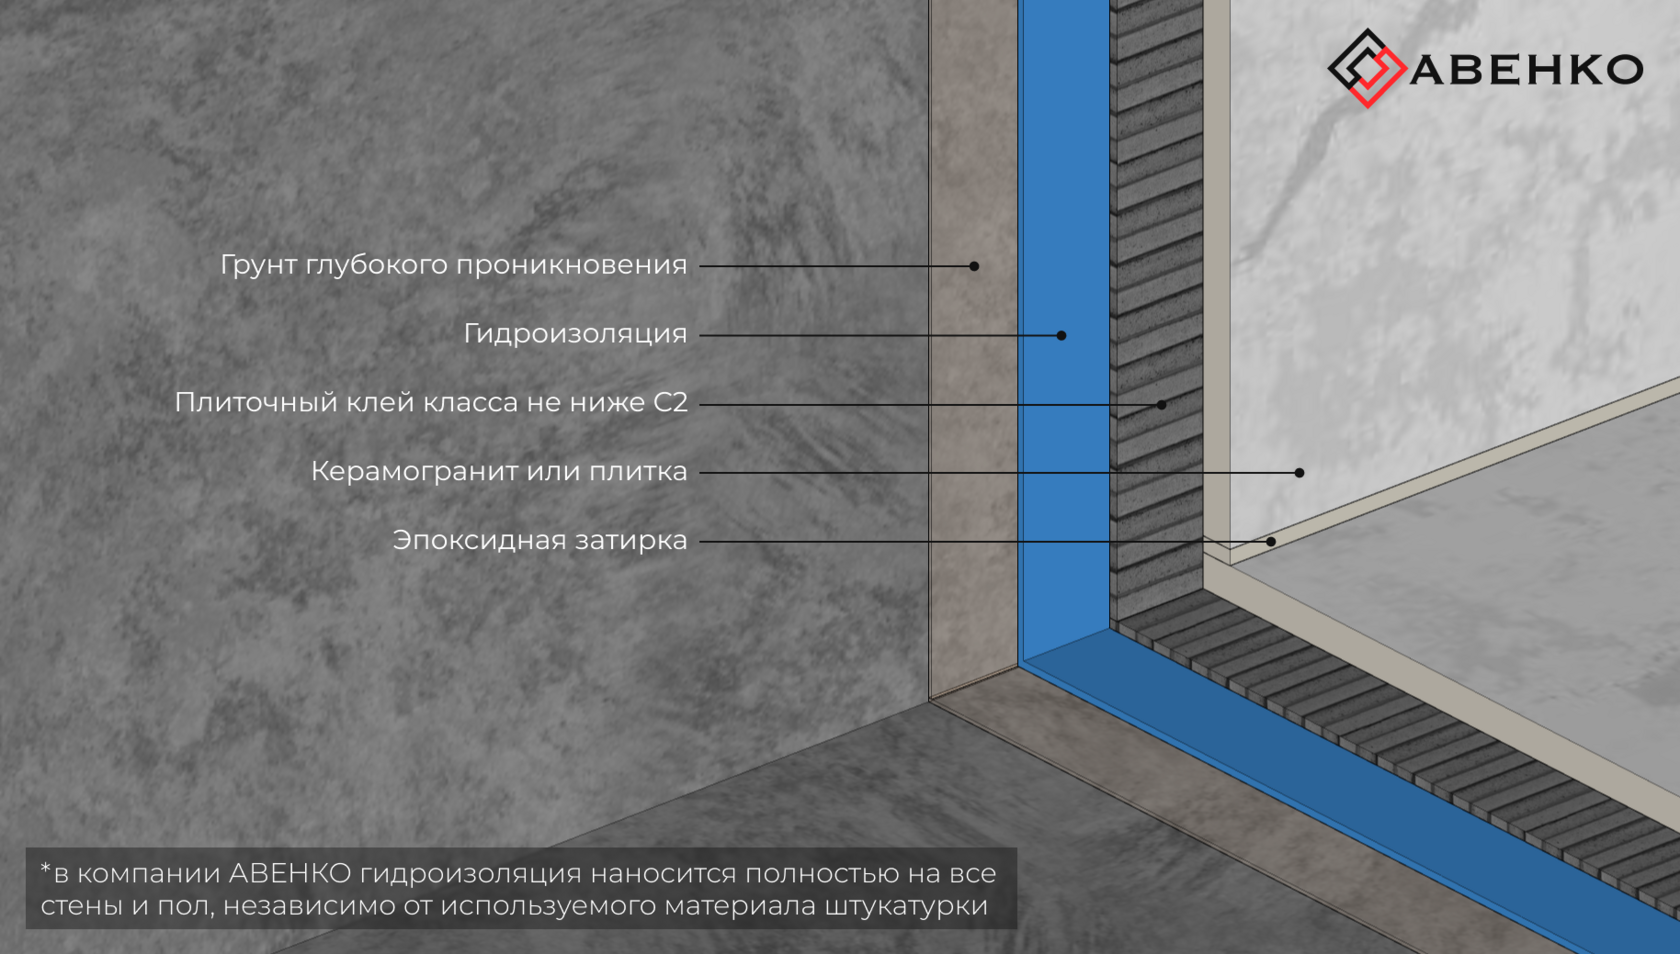 АВЕНКО
Грунт глубокого проникновения
Гидроизоляция
Плиточный клей класса не ниже С2
Керамогранит или плитка
Эпоксидная затирка
*в компании АВЕНКО гидроизоляция наносится полностью на все
стены и пол, независимо от используемого материала штукатурки